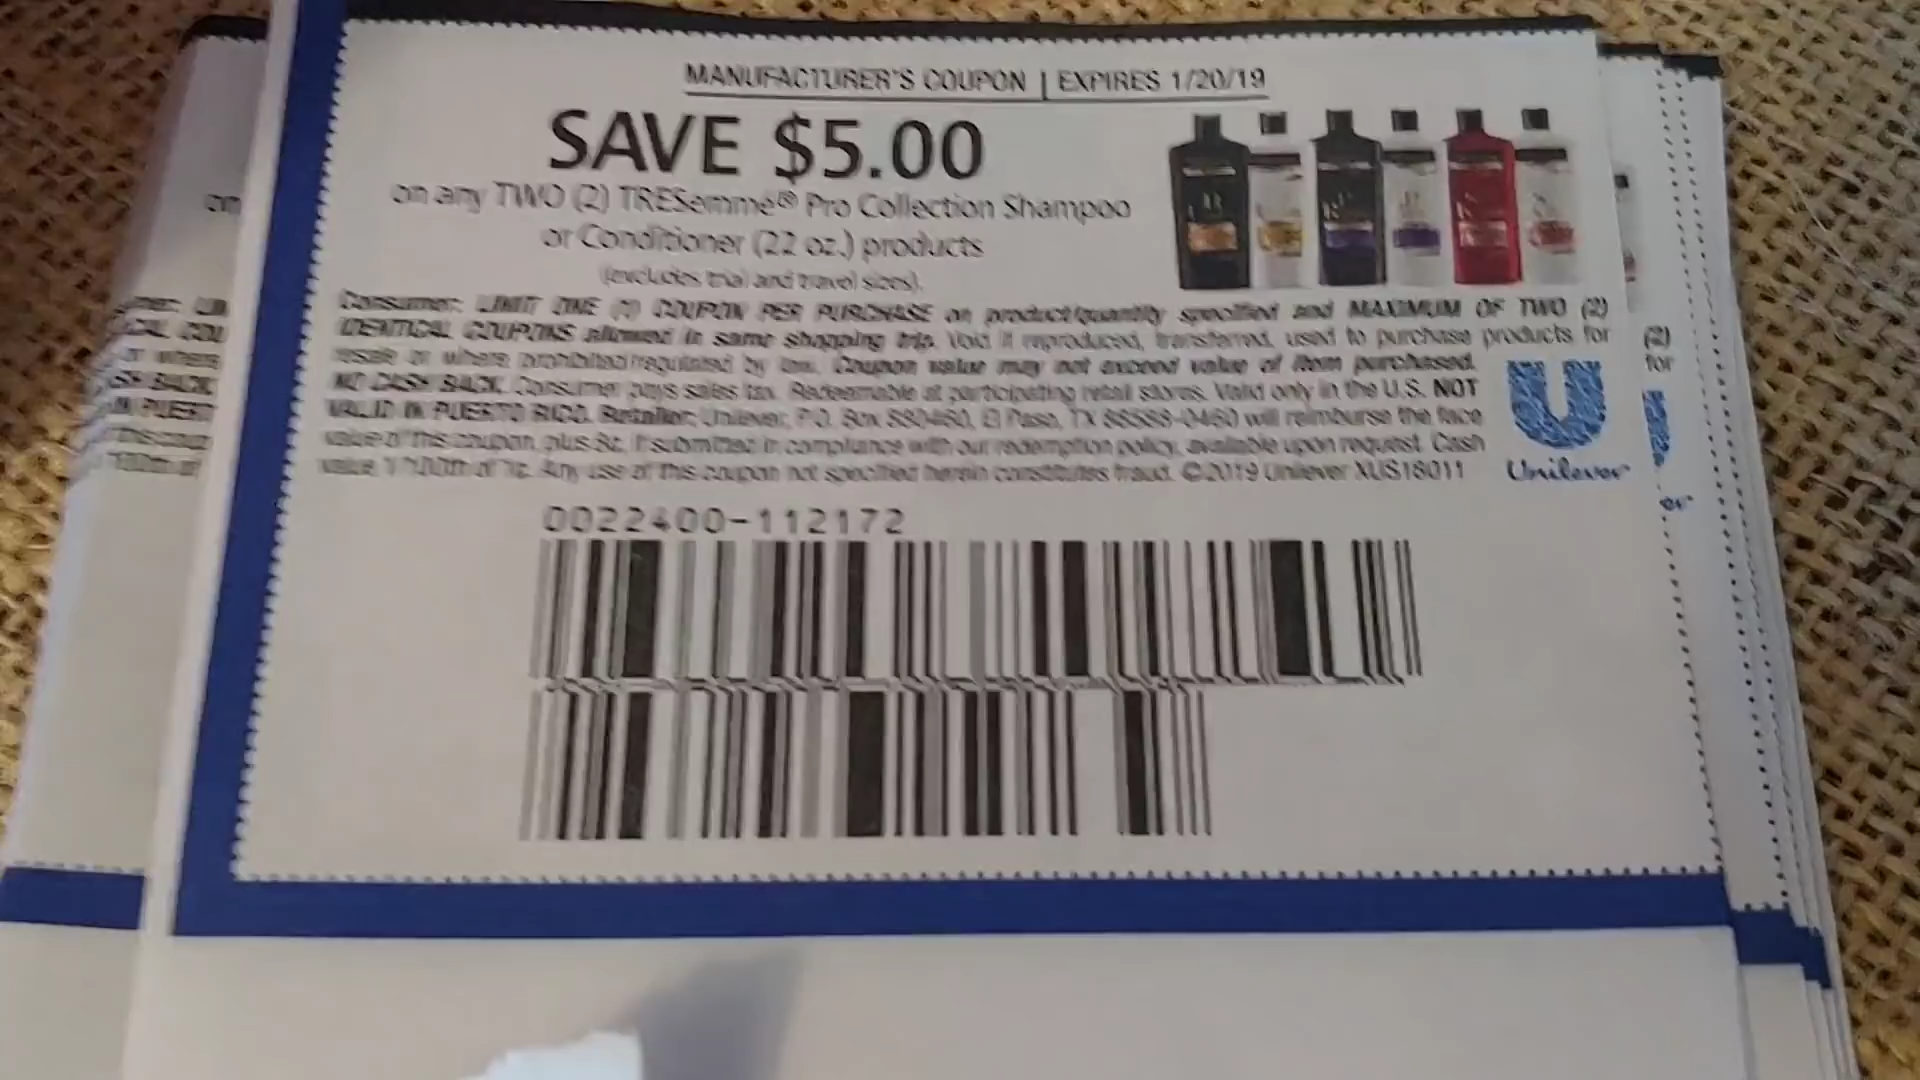 MANUFACTURER'S COUPON | EXPIRES 1/20/19
SAVE $5.00
on any TWO (2) TRESemmé® Pro Collection Shampoo
or Conditioner (22 oz.) products
(excludes trial and travel sizes).
Consumer: LIMIT ONE (1) COUPON PER PURCHASE on product/quantity specified and MAXIMUM OF TWO (2)
IDENTICAL COUPONS allowed in same shopping trip. Void if reproduced, transferred, used to purchase products for
resale or where prohibited/regulated by law. Coupon value may not exceed value of item purchased.
NO CASH BACK. Consumer pays sales tax. Redeemable at participating retail stores. Valid only in the U.S. NOT
VALID IN PUERTO RICO. Retailer: Unilever, P.O. Box 880460, El Paso, TX 88588-0460 will reimburse the face
value of this coupon, plus 8¢, if submitted in compliance with our redemption policy, available upon request. Cash
value 1/100th of 1¢. Any use of this coupon not specified herein constitutes fraud. ©2019 Unilever XUS18011
Unilever
0022400-112172
on
(2)
for
er